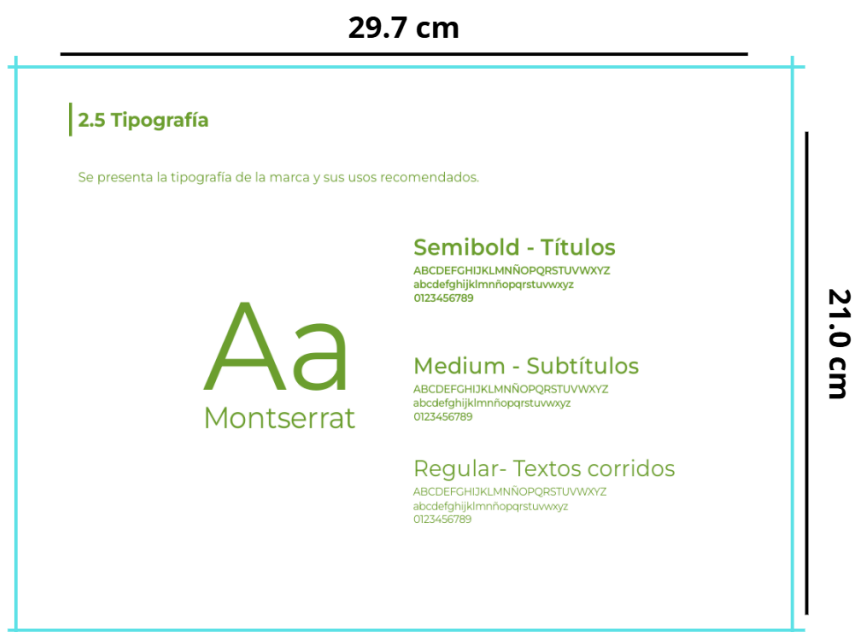 29.7 cm
2.5 Tipografía
Se presenta la tipografía de la marca y sus usos recomendados.
Aa
Montserrat
Semibold - Títulos
ABCDEFGHIJKLMNÑOPQRSTUVWXYZ
abcdefghijklmnñopqrstuvwxyz
0123456789
Medium - Subtítulos
ABCDEFGHIJKLMNÑOPQRSTUVWXYZ
abcdefghijklmnñopqrstuvwxyz
0123456789
Regular- Textos corridos
ABCDEFGHIJKLMNÑOPQRSTUVWXYZ
abcdefghijklmnñopqrstuvwxyz
0123456789
21.0 cm